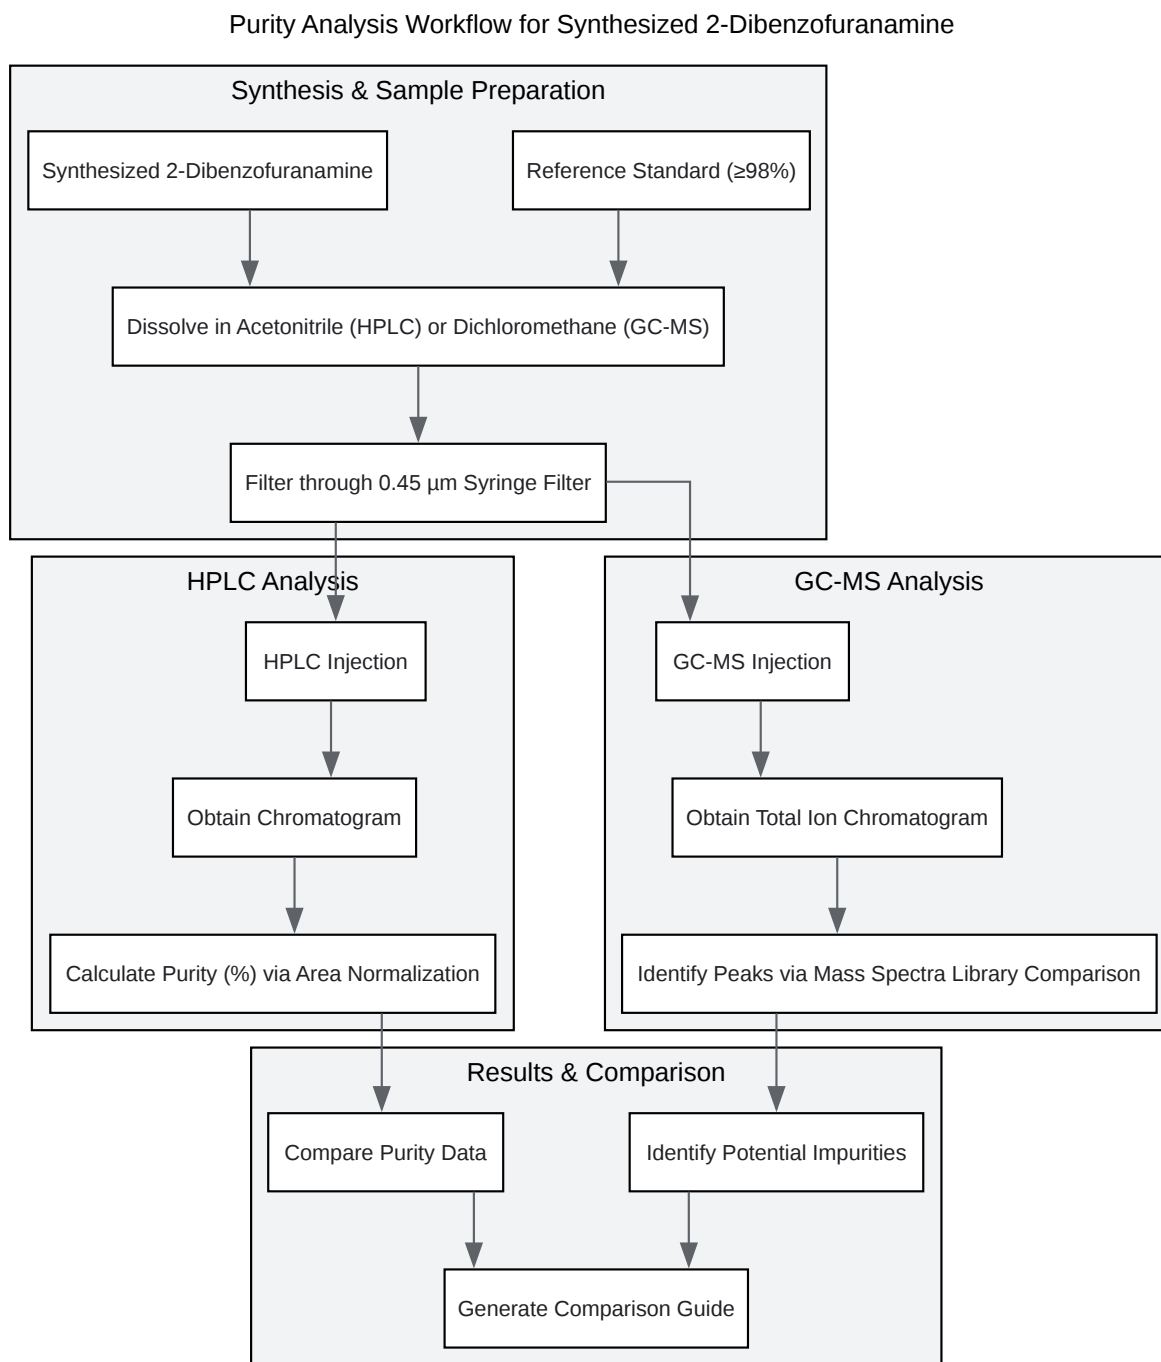 Purity Analysis Workflow for Synthesized 2-Dibenzofuranamine
Synthesis & Sample Preparation
Synthesized 2-Dibenzofuranamine
Reference Standard (≥98%)
Dissolve in Acetonitrile (HPLC) or Dichloromethane (GC-MS)
Filter through 0.45 µm Syringe Filter
HPLC Analysis
HPLC Injection
Obtain Chromatogram
Calculate Purity (%) via Area Normalization
GC-MS Analysis
GC-MS Injection
Obtain Total Ion Chromatogram
Identify Peaks via Mass Spectra Library Comparison
Results & Comparison
Compare Purity Data
Identify Potential Impurities
Generate Comparison Guide